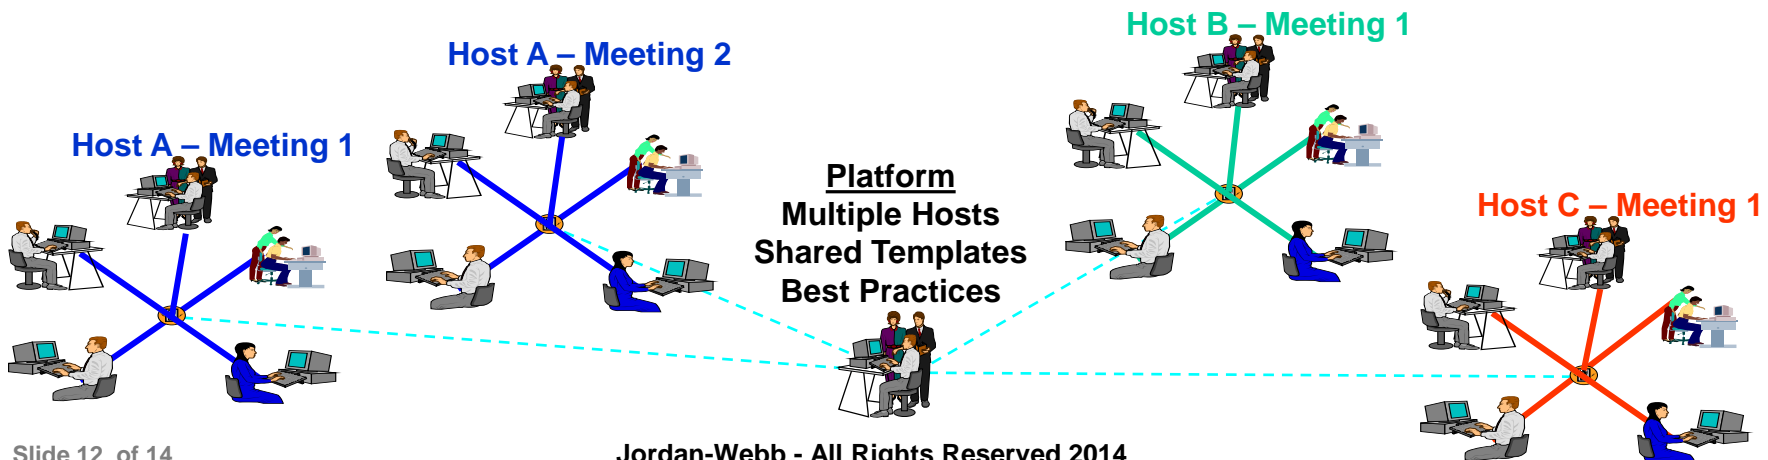 Host B – Meeting 1
Host A – Meeting 2
Host A – Meeting 1
Platform
Multiple Hosts
Shared Templates
Best Practices
Host C – Meeting 1
Slide 12 of 14
Jordan-Webb - All Rights Reserved 2014